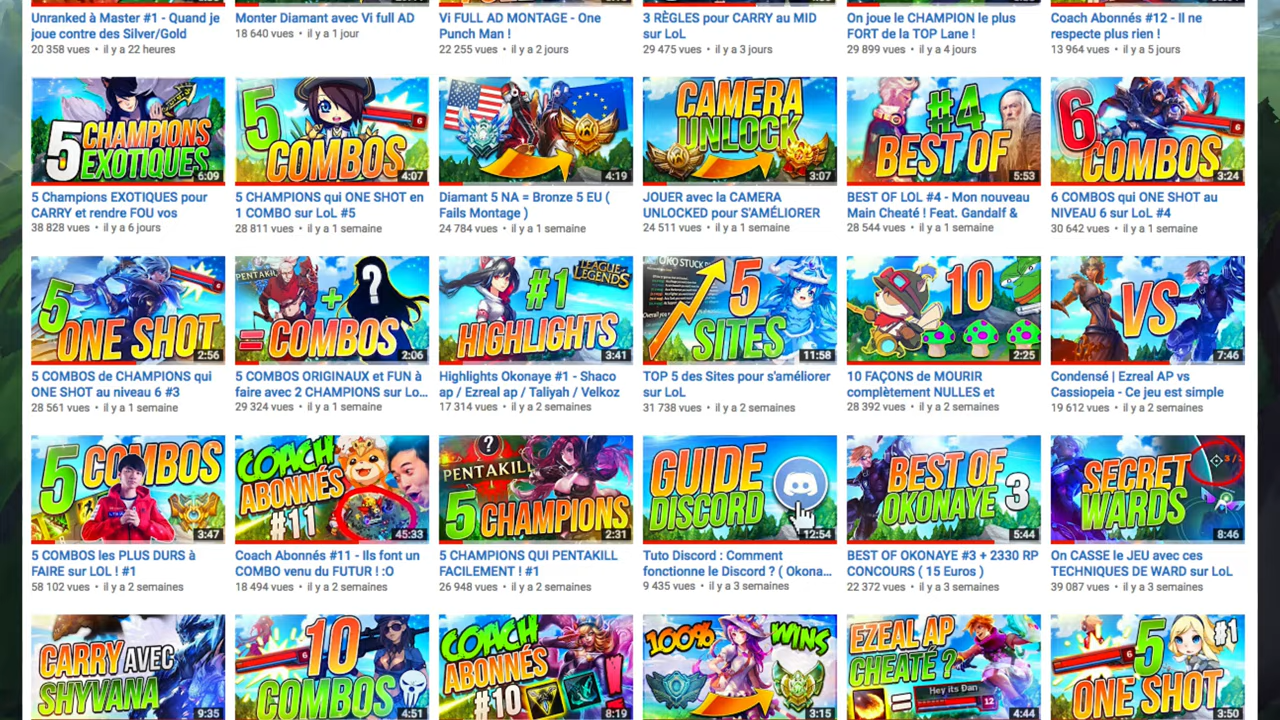 Unranked à Master #1 - Quand je
joue contre des Silver/Gold
20 358 vues • il y a 22 heures
Monter Diamant avec Vi full AD
18 640 vues • il y a 1 jour
Vi FULL AD MONTAGE - One
Punch Man !
22 255 vues • il y a 2 jours
3 RÈGLES pour CARRY au MID
sur LoL
29 475 vues • il y a 3 jours
On joue le CHAMPION le plus
FORT de la TOP Lane !
29 899 vues • il y a 4 jours
Coach Abonnés #12 - Il ne
respecte plus rien !
13 964 vues • il y a 5 jours
5 CHAMPIONS
EXOTIQUES
6:09
5 Champions EXOTIQUES pour
CARRY et rendre FOU vos
38 828 vues • il y a 6 jours
5
COMBOS
6
4:07
5 CHAMPIONS qui ONE SHOT en
1 COMBO sur LoL #5
28 811 vues • il y a 1 semaine
4:19
Diamant 5 NA = Bronze 5 EU (
Fails Montage )
24 784 vues • il y a 1 semaine
CAMERA
UNLOCK
3:07
JOUER avec la CAMERA
UNLOCKED pour S'AMÉLIORER
24 511 vues • il y a 1 semaine
#4
BEST OF
5:53
BEST OF LOL #4 - Mon nouveau
Main Cheaté ! Feat. Gandalf &
28 544 vues • il y a 1 semaine
6
COMBOS
6
3:24
6 COMBOS qui ONE SHOT au
NIVEAU 6 sur LoL #4
30 642 vues • il y a 1 semaine
5
ONE SHOT
6
2:56
5 COMBOS de CHAMPIONS qui
ONE SHOT au niveau 6 #3
28 561 vues • il y a 1 semaine
PENTAKILL
+
?
= COMBOS
2:06
5 COMBOS ORIGINAUX et FUN à
faire avec 2 CHAMPIONS sur Lo...
29 324 vues • il y a 1 semaine
LEAGUE OF
LEGENDS
#1
HIGHLIGHTS
3:41
Highlights Okonaye #1 - Shaco
ap / Ezreal ap / Taliyah / Velkoz
17 314 vues • il y a 2 semaines
5
SITES
11:58
TOP 5 des Sites pour s'améliorer
sur LoL
31 738 vues • il y a 2 semaines
10
2:25
10 FAÇONS de MOURIR
complètement NULLES et
28 392 vues • il y a 2 semaines
VS
7:46
Condensé | Ezreal AP vs
Cassiopeia - Ce jeu est simple
19 612 vues • il y a 2 semaines
5 COMBOS
3:47
5 COMBOS les PLUS DURS à
FAIRE sur LOL ! #1
58 102 vues • il y a 2 semaines
COACH
ABONNÉS
#11
45:33
Coach Abonnés #11 - Ils font un
COMBO venu du FUTUR ! :O
18 494 vues • il y a 2 semaines
?
PENTAKILL
5 CHAMPIONS
2:31
5 CHAMPIONS QUI PENTAKILL
FACILEMENT ! #1
26 948 vues • il y a 2 semaines
GUIDE
DISCORD
12:54
Tuto Discord : Comment
fonctionne le Discord ? ( Okona...
9 435 vues • il y a 3 semaines
BEST OF
OKONAYE 3
5:44
BEST OF OKONAYE #3 + 2330 RP
CONCOURS ( 15 Euros )
22 372 vues • il y a 3 semaines
SECRET
WARDS
8:46
On CASSE le JEU avec ces
TECHNIQUES DE WARD sur LoL
39 087 vues • il y a 3 semaines
CARRY AVEC
SHYVANA
9:35
10
COMBOS
6
4:51
COACH
ABONNÉS
#10
!
8:19
100% WINS
3:15
EZEAL AP
CHEATÉ ?
=
Hey its Dan
12
4:44
5 #1
ONE SHOT
6
3:50